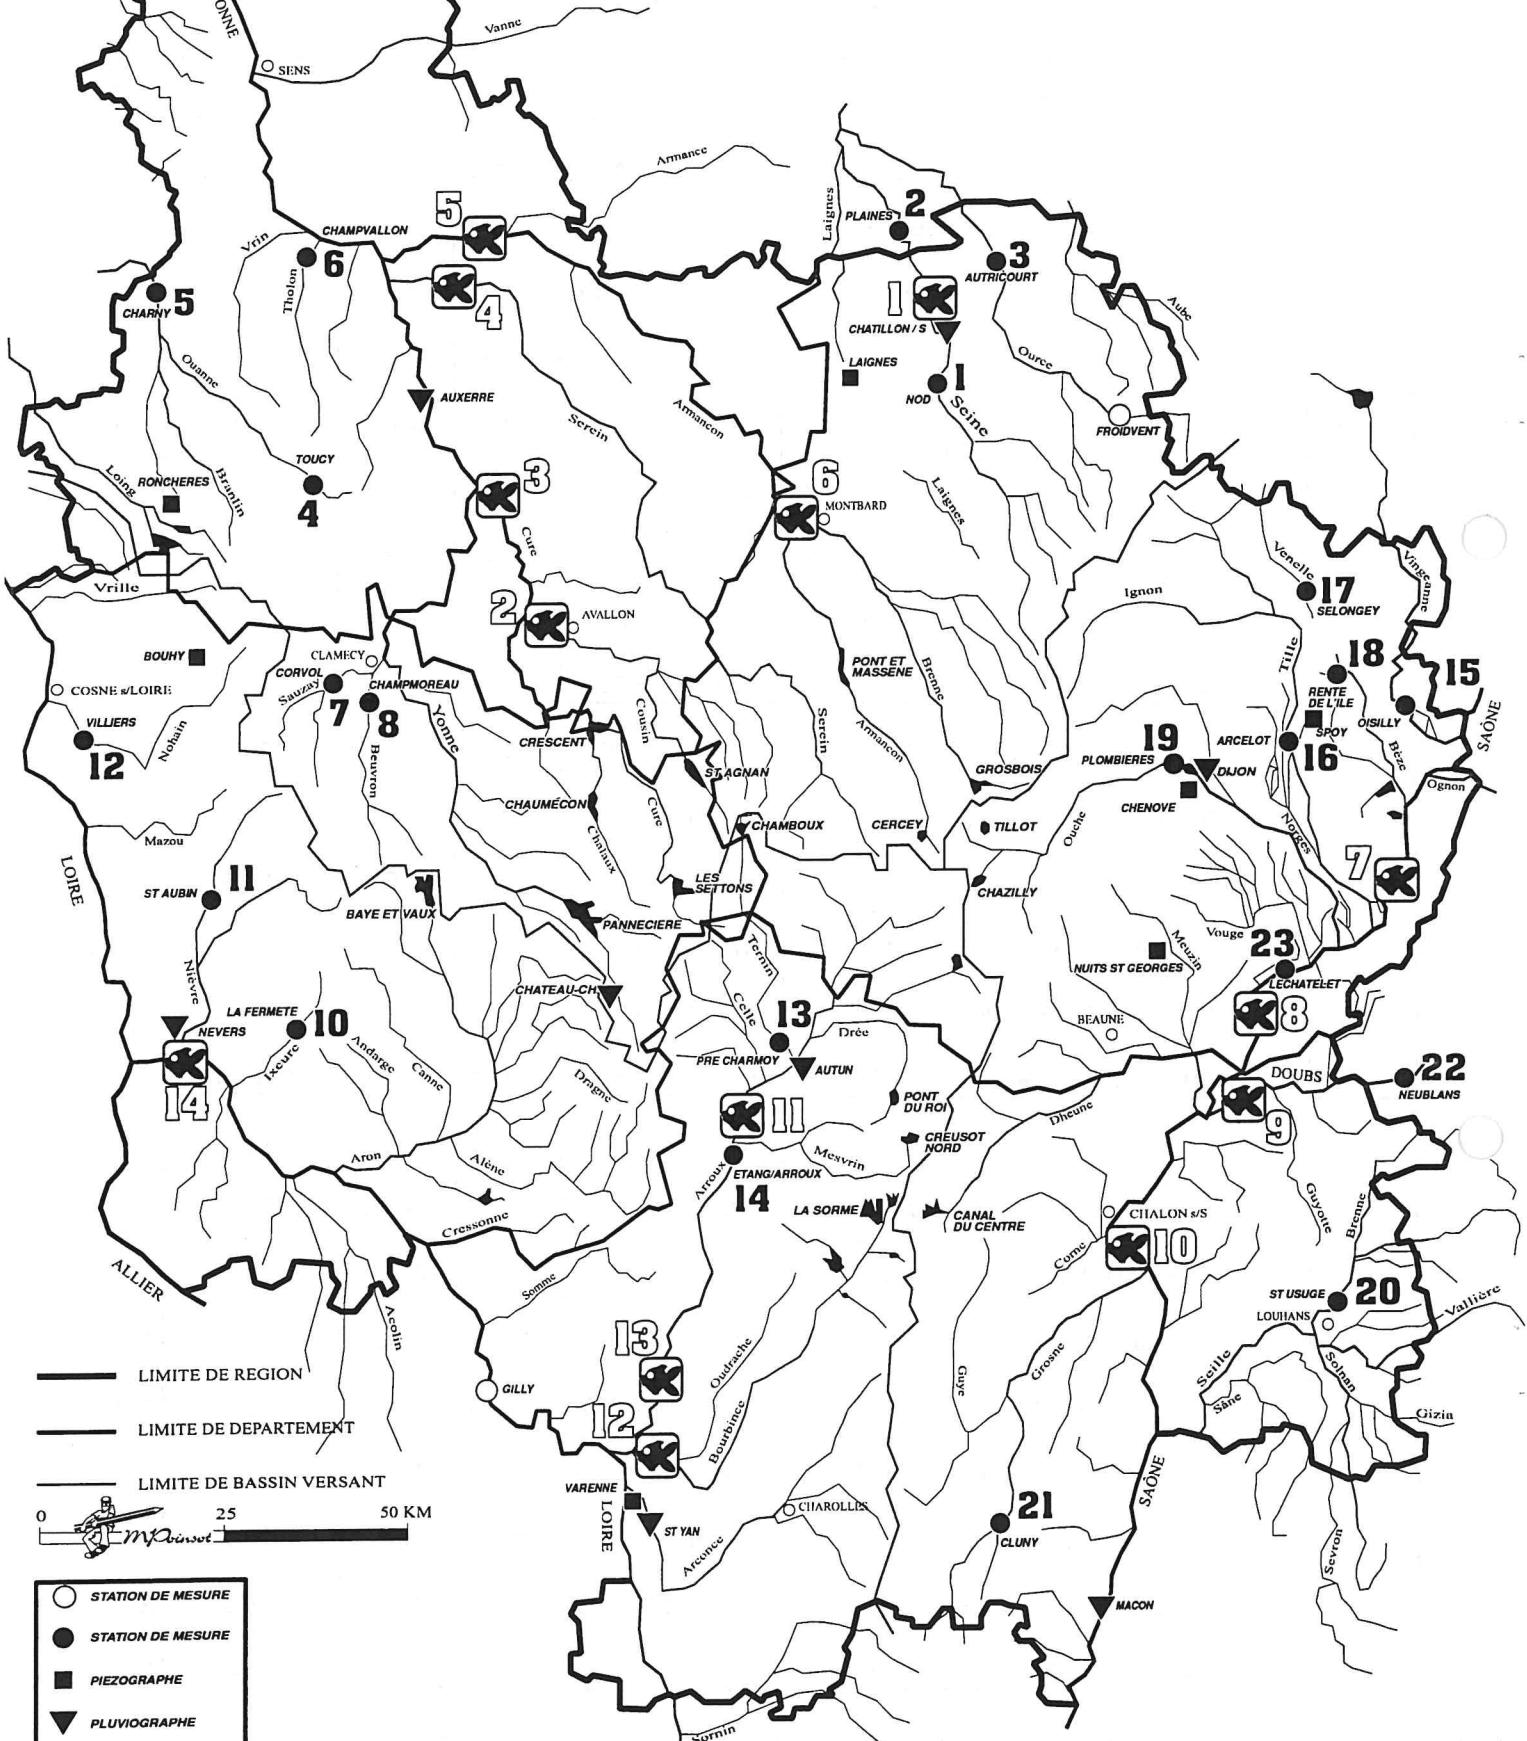 YONNE
Vanne
SENS
Armance
5
CHAMPVALLON
Vrin
6
Tholon
4
5
CHARNY
Ouanne
AUXERRE
Serein
Armançon
Laignes
PLAINES
2
3
AUTRICOURT
1
CHATILLON / S
Aube
LAIGNES
1
NOD
Seine
Ource
FROIDVENT
TOUCY
4
Loing
RONCHERES
Branlin
3
Cure
6
MONTBARD
Laignes
Vrille
2
AVALLON
Ignon
Venelle
17
SELONGEY
Vingeanne
BOUHY
CLAMECY
COSNE s/LOIRE
CORVOL
Sauzay
7
CHAMPMOREAU
8
VILLIERS
12
Nohain
Beuvron
Yonne
CRESCENT
Cousin
PONT ET
MASSENE
Brenne
Serein
Armançon
Tille
18
RENTE
DE L'ILE
15
OISILLY
SPOY
SAÔNE
ARCELOT
16
19
PLOMBIERES
DIJON
CHENOVE
Bèze
Ognon
ST AGNAN
GROSBOIS
CHAUMÉCON
Cure
Chalaux
CHAMBOUX
CERCEY
TILLOT
Ouche
Norges
Mazou
LOIRE
7
ST AUBIN
11
BAYE ET VAUX
LES
SETTONS
PANNECIERE
CHAZILLY
Vouge
Meuzin
23
NUITS ST GEORGES
LECHATELET
Ternin
Celle
CHATEAU-CH.
Nièvre
LA FERMETE
10
NEVERS
Ixeure
14
Andarge
Canne
Dragne
13
Drée
PRE CHARMOY
AUTUN
BEAUNE
8
DOUBS
22
NEUBLANS
9
11
PONT
DU ROI
Dheune
CREUSOT
NORD
Mesvrin
Aron
Alène
Arroux
ETANG/ARROUX
14
LA SORME
CANAL
DU CENTRE
Cressonne
CHALON s/S
Corne
10
Guyotte
Brenne
ALLIER
Acolin
Somme
ST USUGE
20
LOUHANS
Vallière
13
Oudrache
Guye
Grosne
Seille
Solnan
Sâne
Gizia
LIMITE DE REGION
GILLY
12
Bourbince
LIMITE DE DEPARTEMENT
LIMITE DE BASSIN VERSANT
0
25
50 KM
MPoinsot
VARENNE
LOIRE
ST YAN
CHAROLLES
Arconce
SAÔNE
21
CLUNY
Sevron
MACON
Sornin
STATION DE MESURE
STATION DE MESURE
PIEZOGRAPHE
PLUVIOGRAPHE